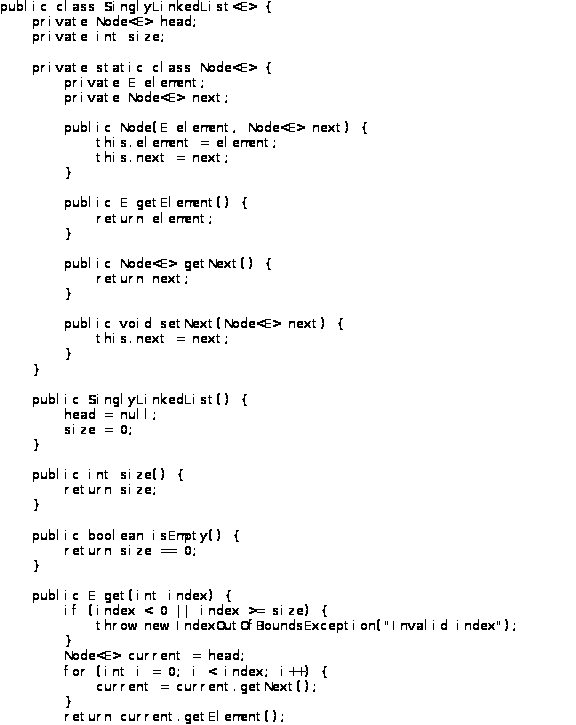 public class SinglyLinkedList<E> {
    private Node<E> head;
    private int size;

    private static class Node<E> {
        private E element;
        private Node<E> next;

        public Node(E element, Node<E> next) {
            this.element = element;
            this.next = next;
        }

        public E getElement() {
            return element;
        }

        public Node<E> getNext() {
            return next;
        }

        public void setNext(Node<E> next) {
            this.next = next;
        }
    }

    public SinglyLinkedList() {
        head = null;
        size = 0;
    }

    public int size() {
        return size;
    }

    public boolean isEmpty() {
        return size == 0;
    }

    public E get(int index) {
        if (index < 0 || index >= size) {
            throw new IndexOutOfBoundsException("Invalid index");
        }
        Node<E> current = head;
        for (int i = 0; i < index; i++) {
            current = current.getNext();
        }
        return current.getElement();